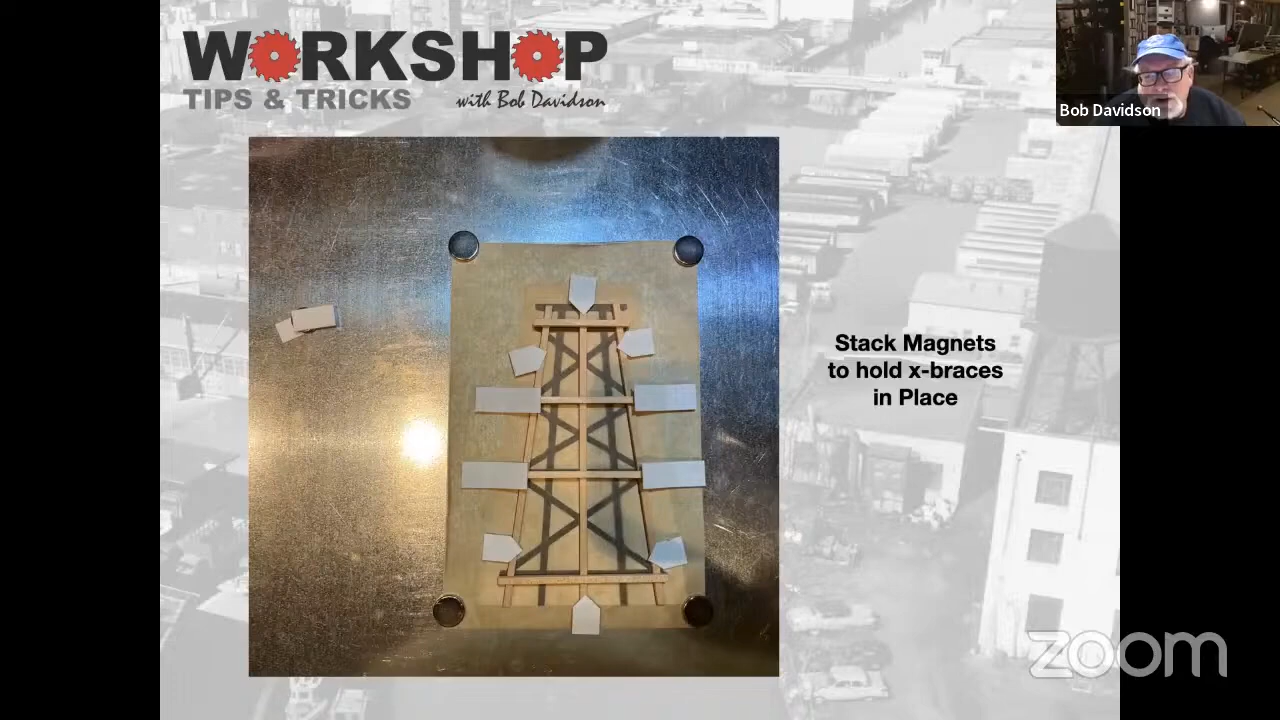 WORKSHOP
TIPS & TRICKS
with Bob Davidson
Bob Davidson
Stack Magnets
to hold x-braces
in Place
zoom